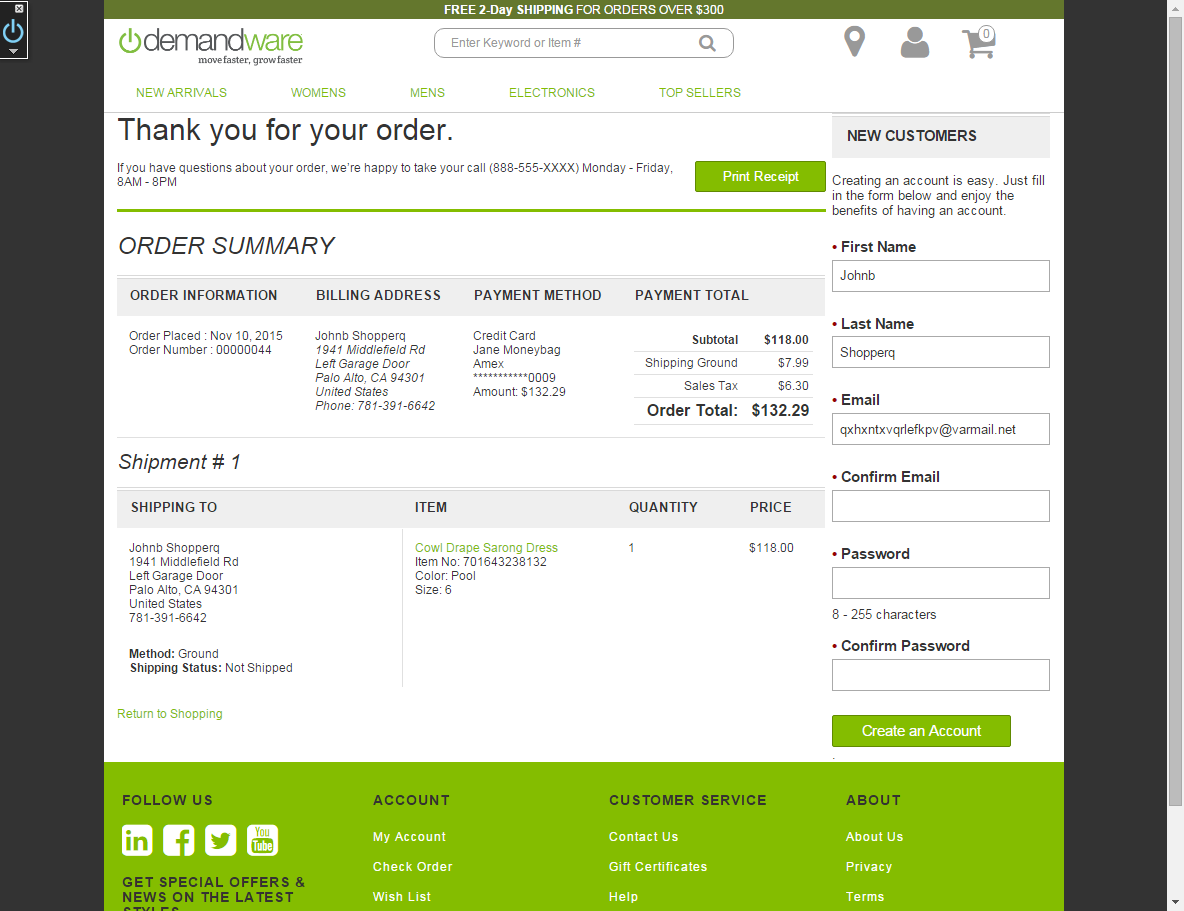 FREE 2-Day SHIPPING FOR ORDERS OVER $300
demandware
move faster, grow faster
Enter Keyword or Item #
0
NEW ARRIVALS
WOMENS
MENS
ELECTRONICS
TOP SELLERS
Thank you for your order.
If you have questions about your order, we're happy to take your call (888-555-XXXX) Monday - Friday,
8AM - 8PM
Print Receipt
ORDER SUMMARY
ORDER INFORMATION
Order Placed : Nov 10, 2015
Order Number : 00000044
BILLING ADDRESS
Johnb Shopperq
1941 Middlefield Rd
Left Garage Door
Palo Alto, CA 94301
United States
Phone: 781-391-6642
PAYMENT METHOD
Credit Card
Jane Moneybag
Amex
***********0009
Amount: $132.29
PAYMENT TOTAL
Subtotal $118.00
Shipping Ground $7.99
Sales Tax $6.30
Order Total: $132.29
Shipment # 1
SHIPPING TO
Johnb Shopperq
1941 Middlefield Rd
Left Garage Door
Palo Alto, CA 94301
United States
781-391-6642
Method: Ground
Shipping Status: Not Shipped
ITEM
Cowl Drape Sarong Dress
Item No: 701643238132
Color: Pool
Size: 6
QUANTITY
1
PRICE
$118.00
Return to Shopping
NEW CUSTOMERS
Creating an account is easy. Just fill
in the form below and enjoy the
benefits of having an account.
• First Name
Johnb
• Last Name
Shopperq
• Email
qxhxntxvqrlefkpv@varmail.net
• Confirm Email
• Password
8 - 255 characters
• Confirm Password
Create an Account
.
FOLLOW US
in
You
Tube
GET SPECIAL OFFERS &
NEWS ON THE LATEST
STYLES
ACCOUNT
My Account
Check Order
Wish List
CUSTOMER SERVICE
Contact Us
Gift Certificates
Help
ABOUT
About Us
Privacy
Terms